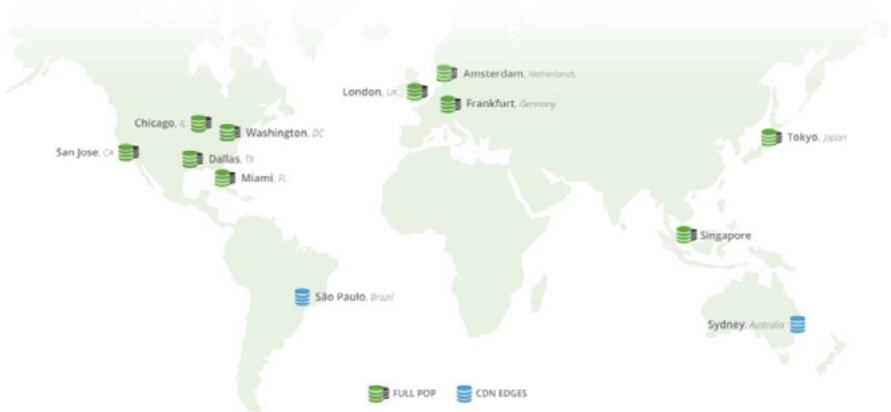 Amsterdam, Netherlands
London, UK
Frankfurt, Germany
Chicago, IL
Washington, DC
Tokyo, Japan
San Jose, CA
Dallas, TX
Miami, FL
Singapore
São Paulo, Brazil
Sydney, Australia
FULL POP
CDN EDGES